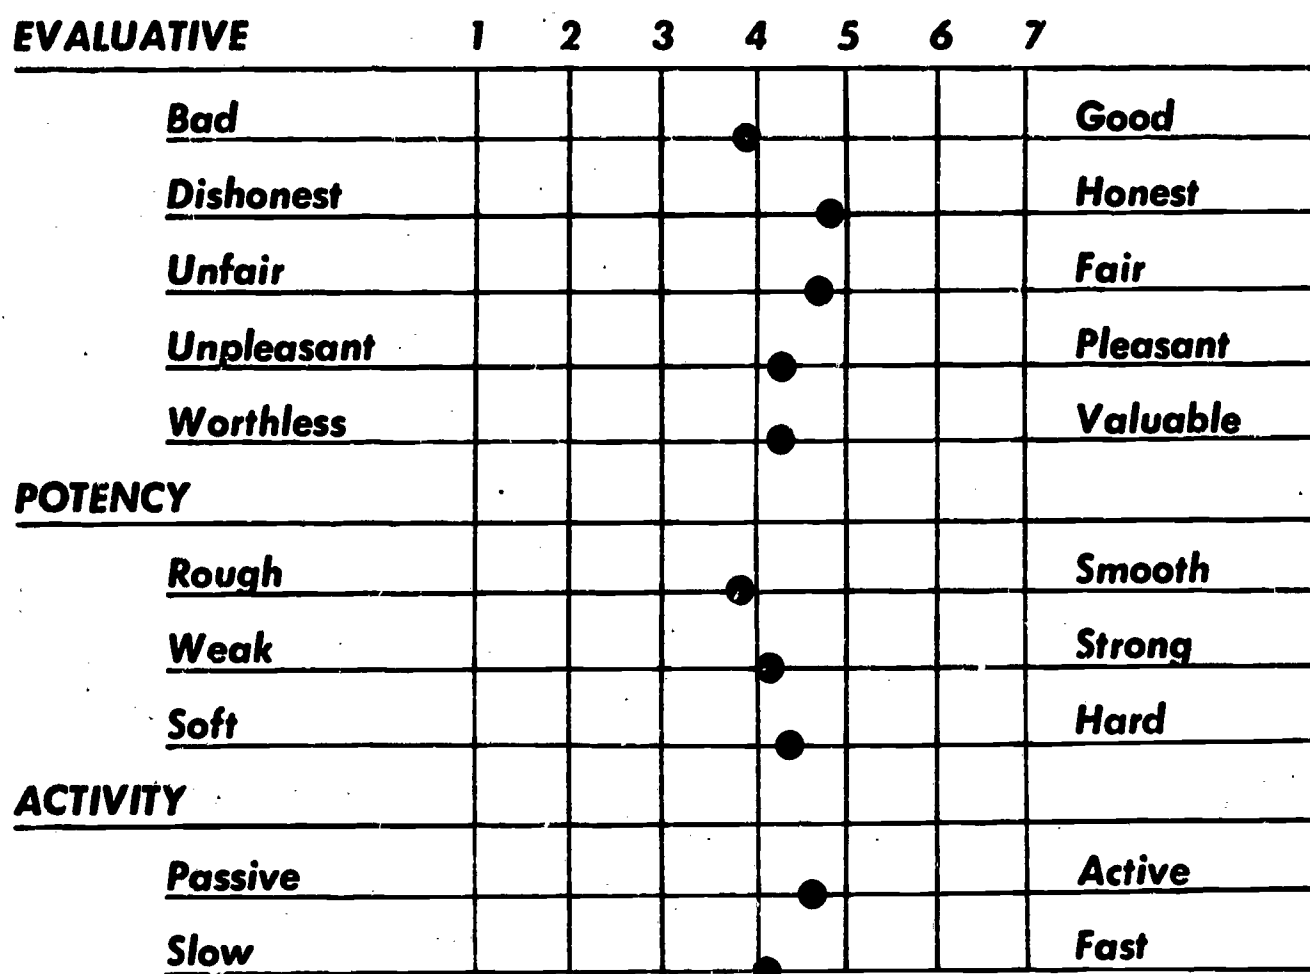 EVALUATIVE 1 2 3 4 5 6 7
Bad Good
Dishonest Honest
Unfair Fair
Unpleasant Pleasant
Worthless Valuable
POTENCY
Rough Smooth
Weak Strong
Soft Hard
ACTIVITY
Passive Active
Slow Fast